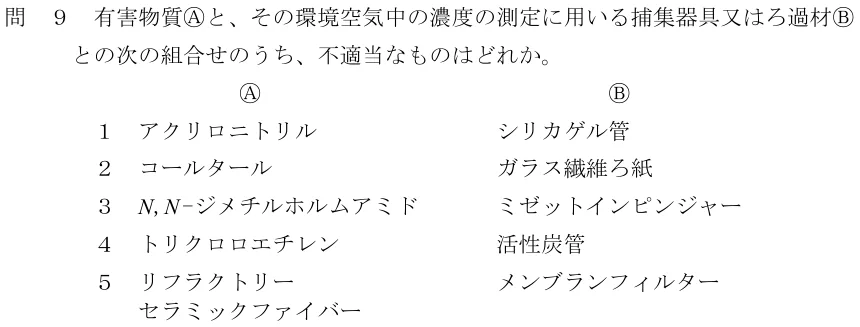 問 9 有害物質Ⓐと、その環境空気中の濃度の測定に用いる捕集器具又はろ過材Ⓑ
との次の組合せのうち、不適当なものはどれか。
Ⓐ Ⓑ
1 アクリロニトリル シリカゲル管
2 コールタール ガラス繊維ろ紙
3 N,N-ジメチルホルムアミド ミゼットインピンジャー
4 トリクロロエチレン 活性炭管
5 リフラクトリー メンブランフィルター
セラミックファイバー